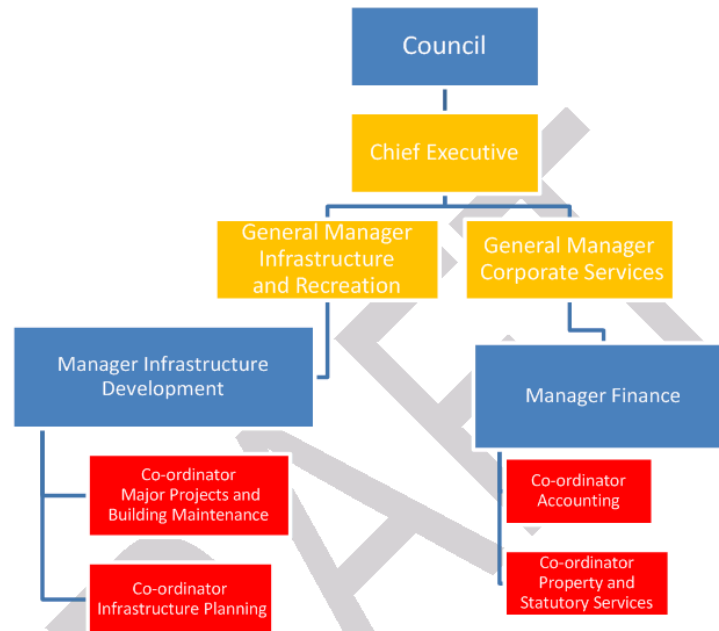 Council
Chief Executive
General Manager
Infrastructure
and Recreation
General Manager
Corporate Services
Manager Infrastructure
Development
Manager Finance
Co-ordinator
Major Projects and
Building Maintenance
Co-ordinator
Accounting
Co-ordinator
Infrastructure Planning
Co-ordinator
Property and
Statutory Services